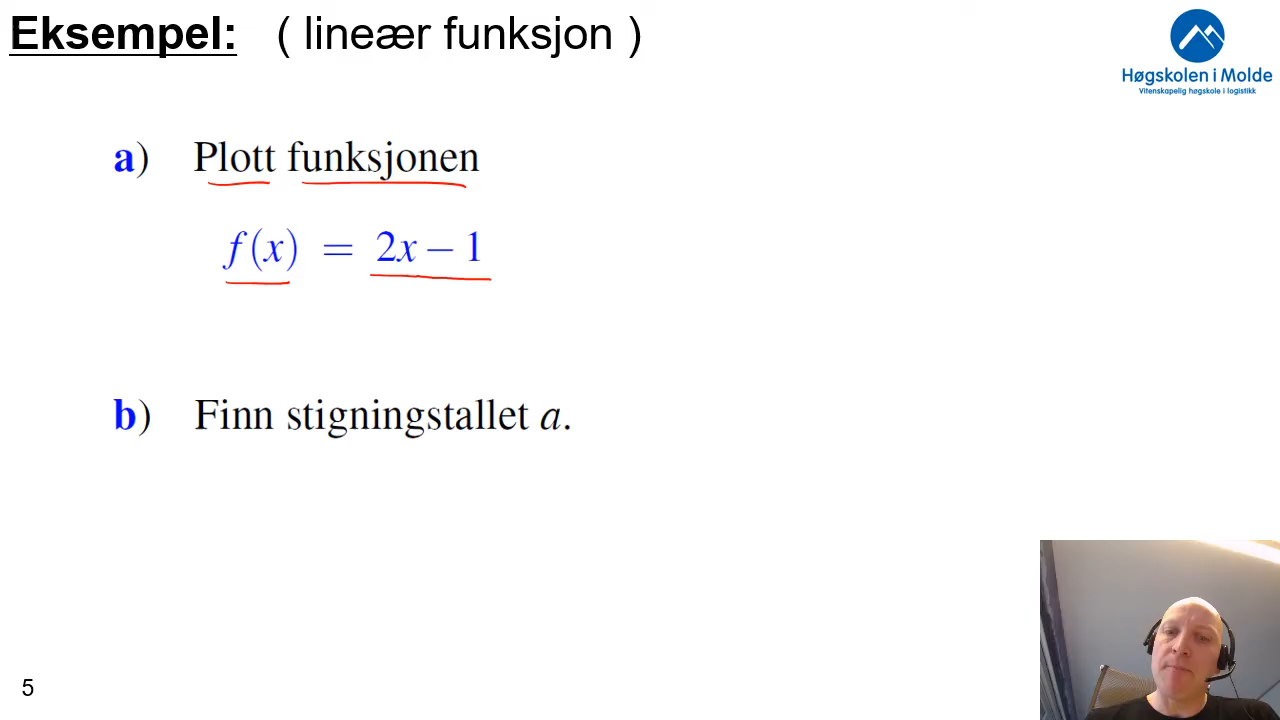 Eksempel: ( lineær funksjon )
Høgskolen i Molde
Vitenskapelig høgskole i logistikk
a) Plott funksjonen
f(x) = 2x − 1
b) Finn stigningstallet a.
5